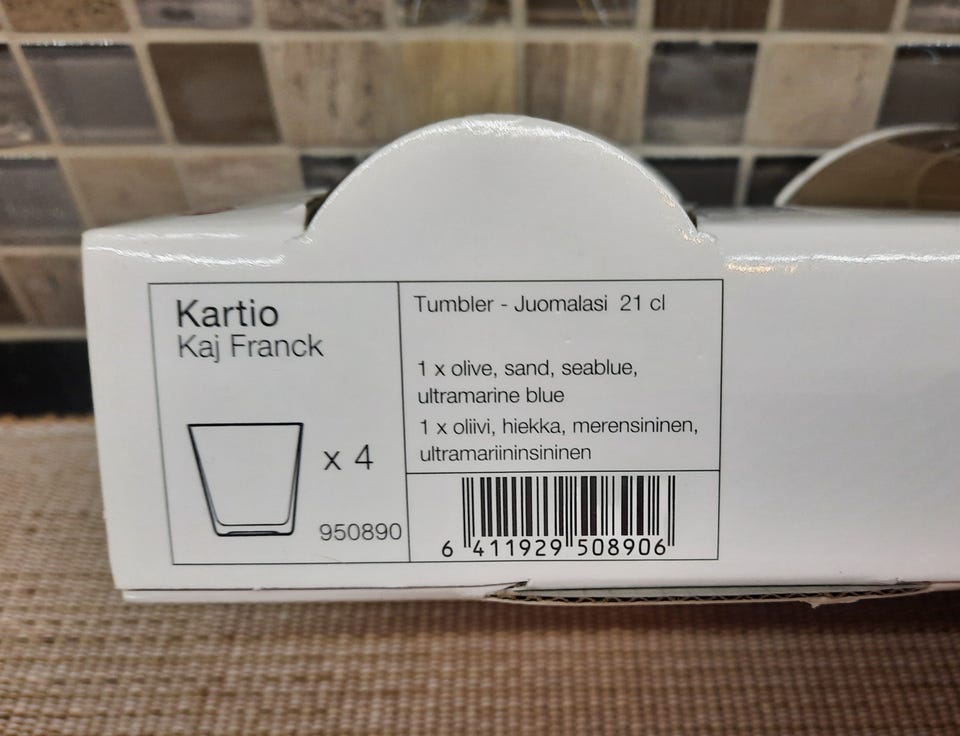 Kartio
Kaj Franck
x 4
950890
Tumbler - Juomalasi 21 cl
1 x olive, sand, seablue,
ultramarine blue
1 x oliivi, hiekka, merensininen,
ultramariininsininen
6 411929 508906